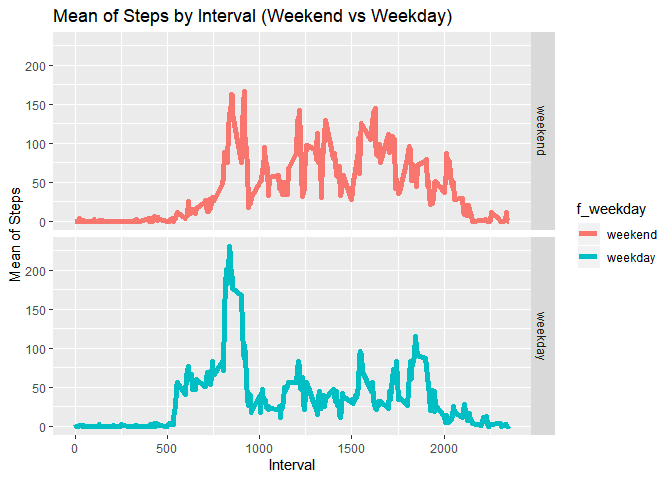 Mean of Steps by Interval (Weekend vs Weekday)
Mean of Steps
200
150
100
50
0
weekend
200
150
100
50
0
weekday
0
500
1000
1500
2000
Interval
f_weekday
weekend
weekday